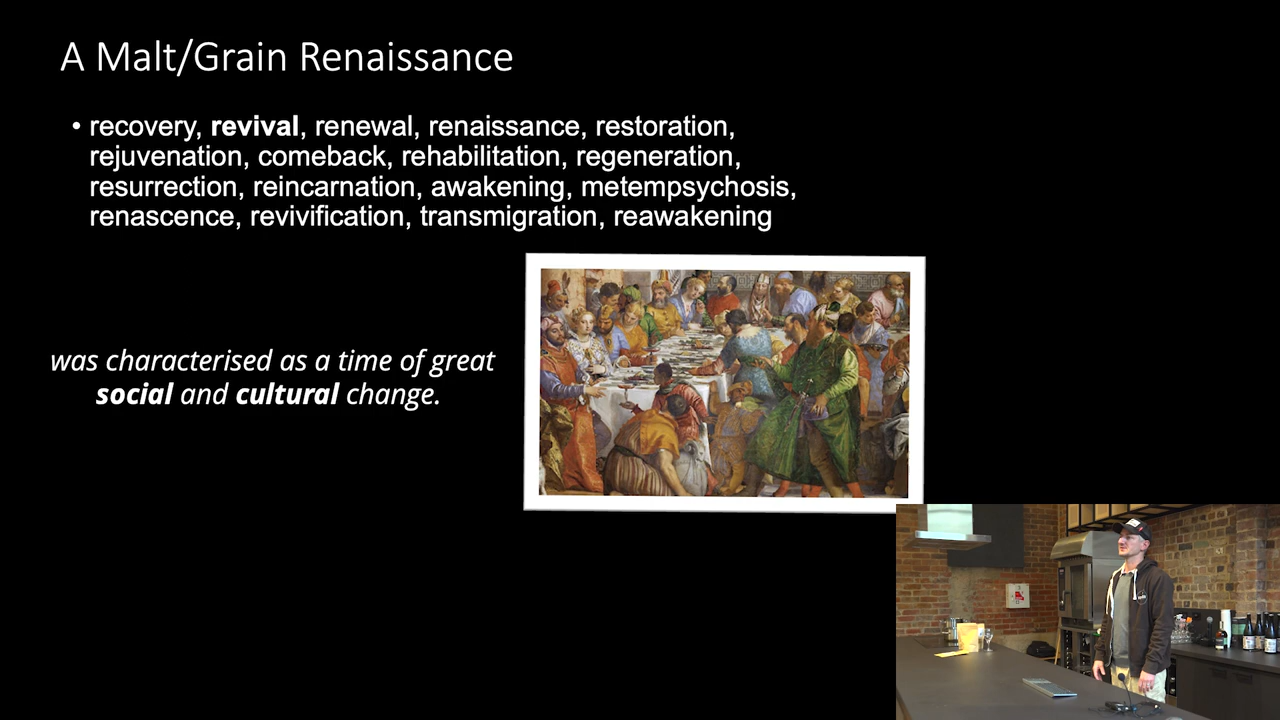 A Malt/Grain Renaissance
• recovery, revival, renewal, renaissance, restoration,
rejuvenation, comeback, rehabilitation, regeneration,
resurrection, reincarnation, awakening, metempsychosis,
renascence, revivification, transmigration, reawakening
was characterised as a time of great
social and cultural change.